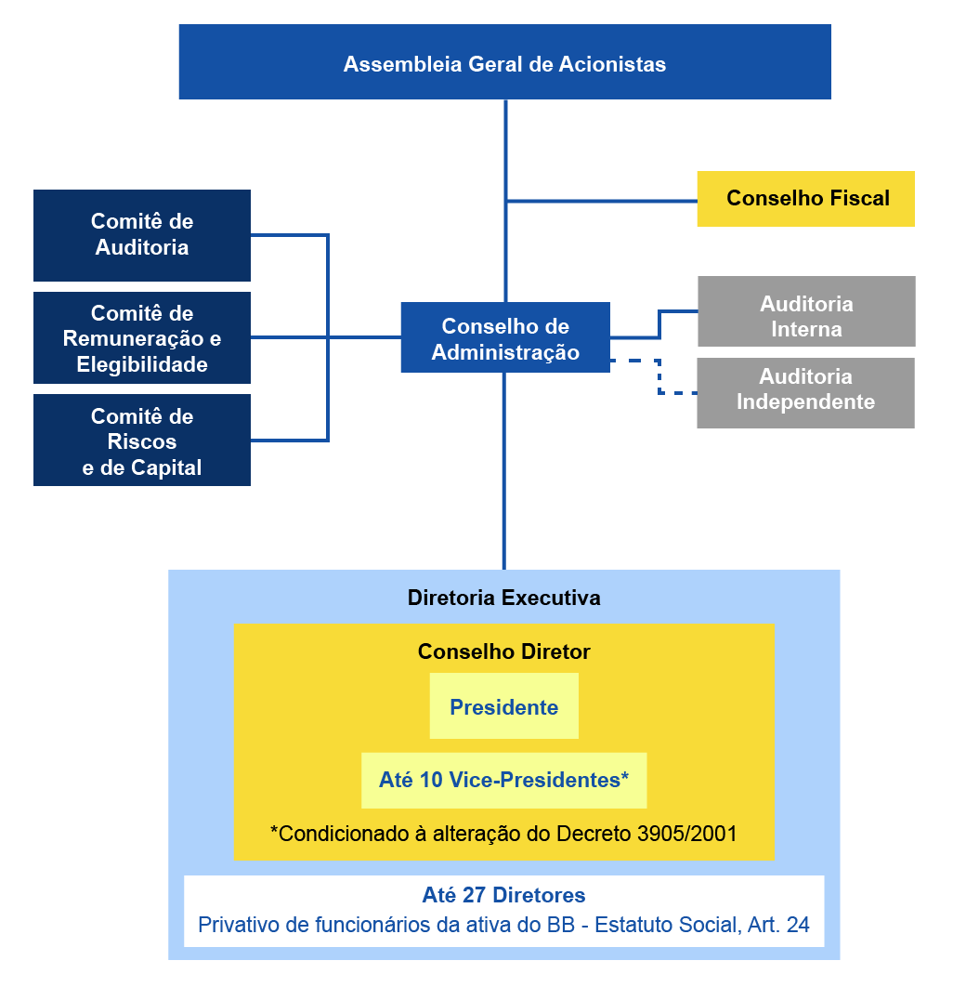 Assembleia Geral de Acionistas
Conselho Fiscal
Comitê de
Auditoria
Comitê de
Remuneração e
Elegibilidade
Comitê de
Riscos
e de Capital
Conselho de
Administração
Auditoria
Interna
Auditoria
Independente
Diretoria Executiva
Conselho Diretor
Presidente
Até 10 Vice-Presidentes*
*Condicionado à alteração do Decreto 3905/2001
Até 27 Diretores
Privativo de funcionários da ativa do BB - Estatuto Social, Art. 24